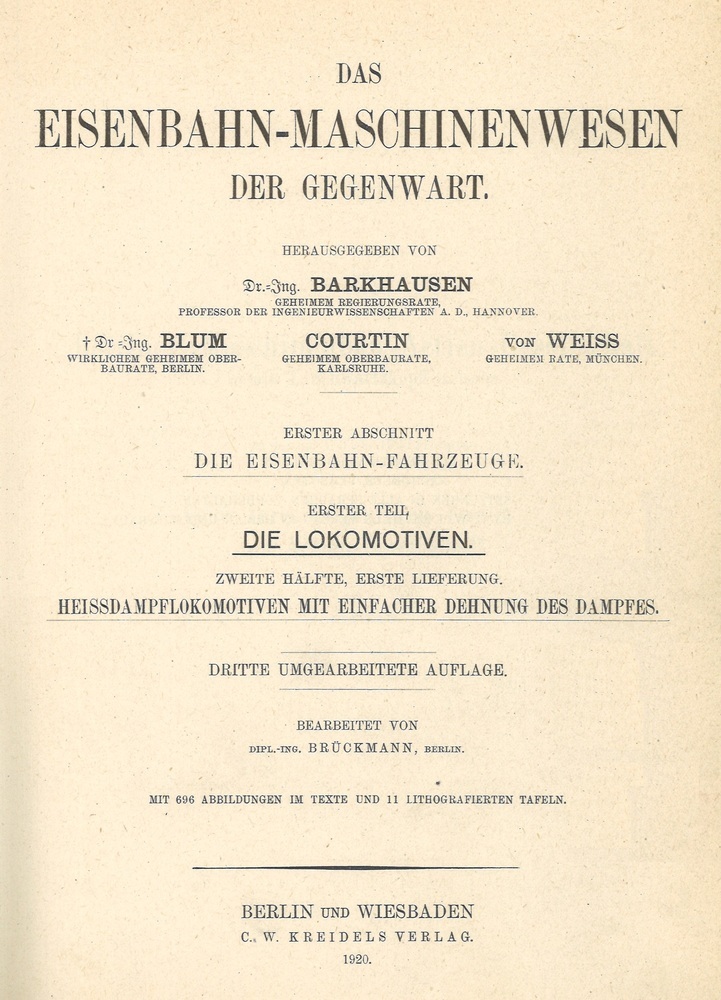 DAS
EISENBAHN-MASCHINENWESEN
DER GEGENWART.
HERAUSGEGEBEN VON
Dr.=Ing. BARKHAUSEN
GEHEIMEM REGIERUNGSRATE,
PROFESSOR DER INGENIEURWISSENSCHAFTEN A. D., HANNOVER.
† Dr =Ing. BLUM
WIRKLICHEM GEHEIMEM OBER-
BAURATE, BERLIN.
COURTIN
GEHEIMEM OBERBAURATE,
KARLSRUHE.
VON WEISS
GEHEIMEM RATE, MÜNCHEN.
ERSTER ABSCHNITT
DIE EISENBAHN-FAHRZEUGE.
ERSTER TEIL
DIE LOKOMOTIVEN.
ZWEITE HÄLFTE, ERSTE LIEFERUNG.
HEISSDAMPFLOKOMOTIVEN MIT EINFACHER DEHNUNG DES DAMPFES.
DRITTE UMGEARBEITETE AUFLAGE.
BEARBEITET VON
DIPL.-ING. BRÜCKMANN, BERLIN.
MIT 696 ABBILDUNGEN IM TEXTE UND 11 LITHOGRAFIERTEN TAFELN.
BERLIN UND WIESBADEN
C. W. KREIDELS VERLAG.
1920.